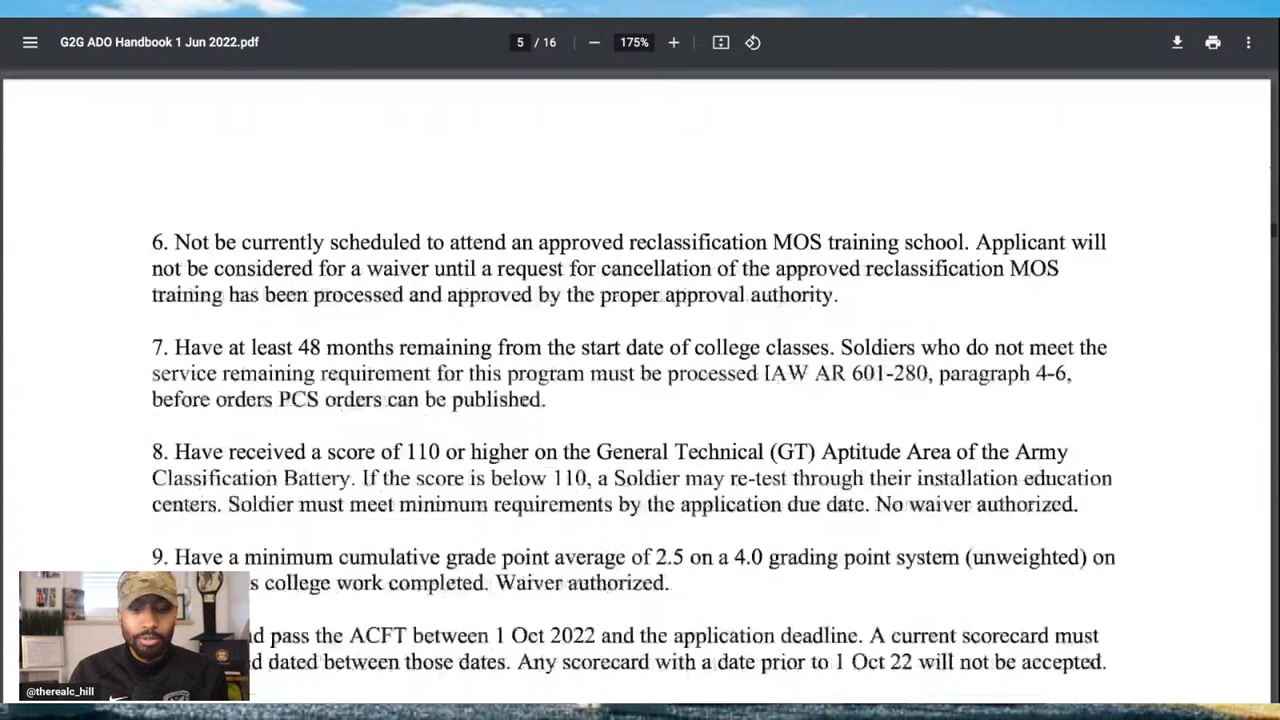 G2G ADO Handbook 1 Jun 2022.pdf
5 / 16
175%
6. Not be currently scheduled to attend an approved reclassification MOS training school. Applicant will
not be considered for a waiver until a request for cancellation of the approved reclassification MOS
training has been processed and approved by the proper approval authority.
7. Have at least 48 months remaining from the start date of college classes. Soldiers who do not meet the
service remaining requirement for this program must be processed IAW AR 601-280, paragraph 4-6,
before orders PCS orders can be published.
8. Have received a score of 110 or higher on the General Technical (GT) Aptitude Area of the Army
Classification Battery. If the score is below 110, a Soldier may re-test through their installation education
centers. Soldier must meet minimum requirements by the application due date. No waiver authorized.
9. Have a minimum cumulative grade point average of 2.5 on a 4.0 grading point system (unweighted) on
s college work completed. Waiver authorized.
d pass the ACFT between 1 Oct 2022 and the application deadline. A current scorecard must
d dated between those dates. Any scorecard with a date prior to 1 Oct 22 will not be accepted.
@therealc_hill